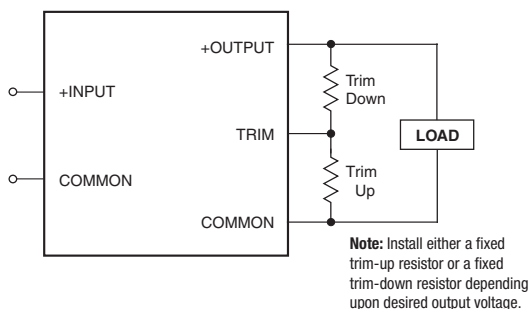 +OUTPUT
+INPUT
Trim
Down
TRIM
LOAD
COMMON
Trim
Up
COMMON
Note: Install either a fixed
trim-up resistor or a fixed
trim-down resistor depending
upon desired output voltage.